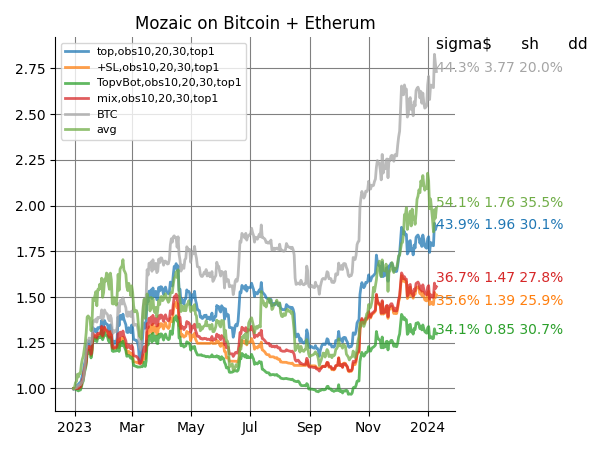 Mozaic on Bitcoin + Etherum
sigma$ sh dd
top,obs10,20,30,top1
+SL,obs10,20,30,top1
TopvBot,obs10,20,30,top1
mix,obs10,20,30,top1
BTC
avg
44.3% 3.77 20.0%
54.1% 1.76 35.5%
43.9% 1.96 30.1%
36.7% 1.47 27.8%
35.6% 1.39 25.9%
34.1% 0.85 30.7%
2.75
2.50
2.25
2.00
1.75
1.50
1.25
1.00
2023 Mar May Jul Sep Nov 2024